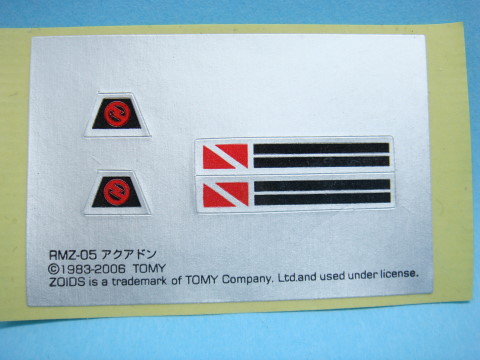 RMZ-05 アクアドン
©1983-2006 TOMY
ZOIDS is a trademark of TOMY Company. Ltd.and used under license.